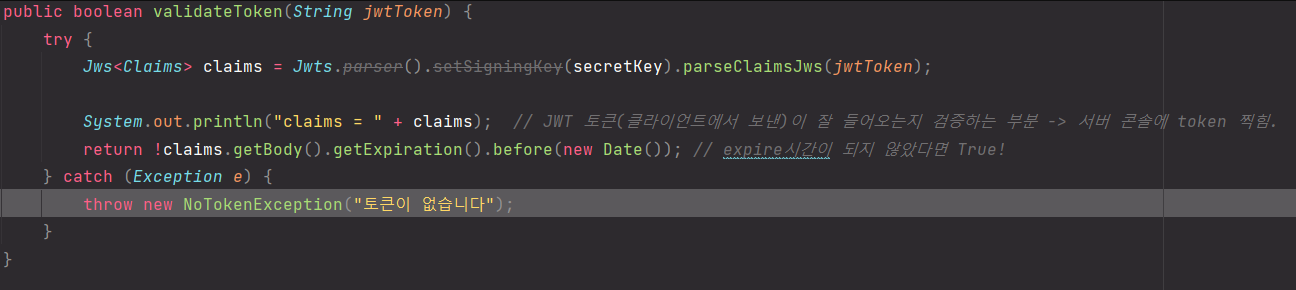 public boolean validateToken(String jwtToken) {
    try {
        Jws<Claims> claims = Jwts.parser().setSigningKey(secretKey).parseClaimsJws(jwtToken);
        System.out.println("claims = " + claims);  // JWT 토큰(클라이언트에서 보낸)이 잘 들어오는지 검증하는 부분 -> 서버 콘솔에 token 찍힘.
        return !claims.getBody().getExpiration().before(new Date()); // expire시간이 되지 않았다면 True!
    } catch (Exception e) {
        throw new NoTokenException("토큰이 없습니다");
    }
}